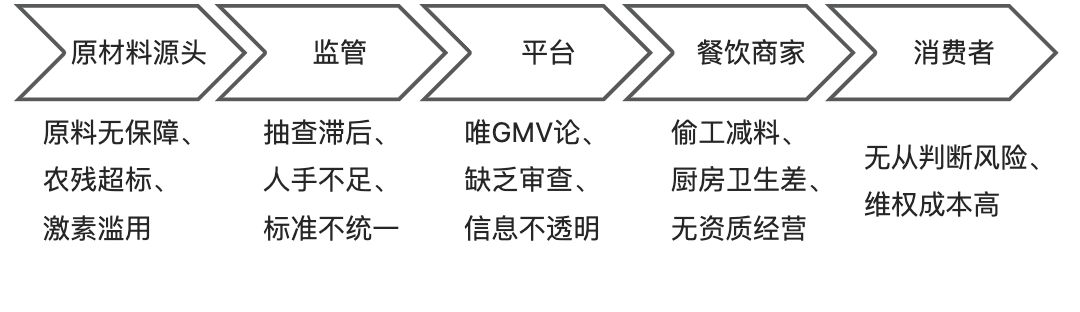 原材料源头
监管
平台
餐饮商家
消费者
原料无保障、
农残超标、
激素滥用
抽查滞后、
人手不足、
标准不统一
唯GMV论、
缺乏审查、
信息不透明
偷工减料、
厨房卫生差、
无资质经营
无从判断风险、
维权成本高